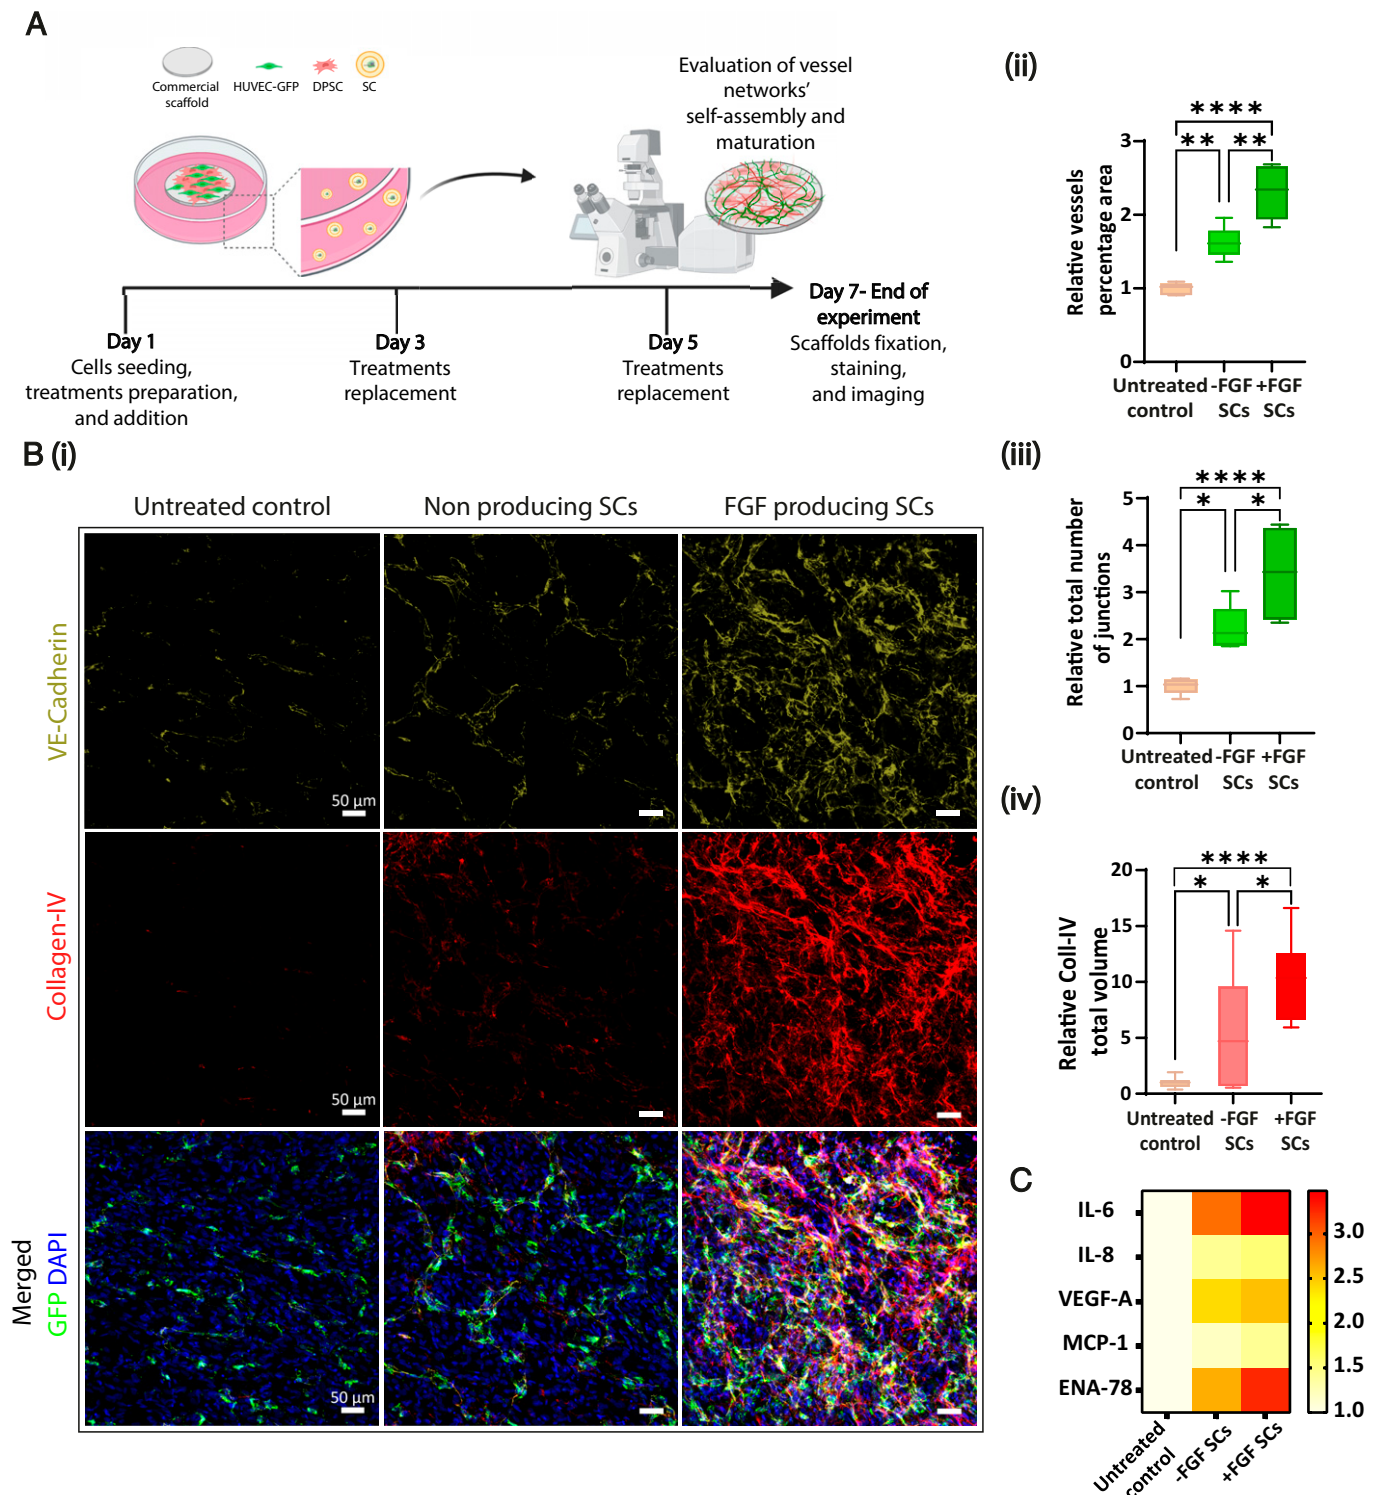 A
Commercial
scaffold
HUVEC-GFP
DPSC
SC
Evaluation of vessel
networks'
self-assembly and
maturation
Day 1
Cells seeding,
treatments preparation,
and addition
Day 3
Treatments
replacement
Day 5
Treatments
replacement
Day 7- End of
experiment
Scaffolds fixation,
staining,
and imaging
B (i)
Untreated control
Non producing SCs
FGF producing SCs
VE-Cadherin
50 µm
Collagen-IV
50 µm
Merged
GFP DAPI
50 µm
(ii)
Relative vessels
percentage area
3
2
1
0
****
** **
Untreated
control
-FGF
SCs
+FGF
SCs
(iii)
Relative total number
of junctions
5
4
3
2
1
0
****
* *
Untreated
control
-FGF
SCs
+FGF
SCs
(iv)
Relative Coll-IV
total volume
20
15
10
5
0
****
* *
Untreated
control
-FGF
SCs
+FGF
SCs
C
IL-6
IL-8
VEGF-A
MCP-1
ENA-78
Untreated
control
-FGF SCs
+FGF SCs
3.0
2.5
2.0
1.5
1.0